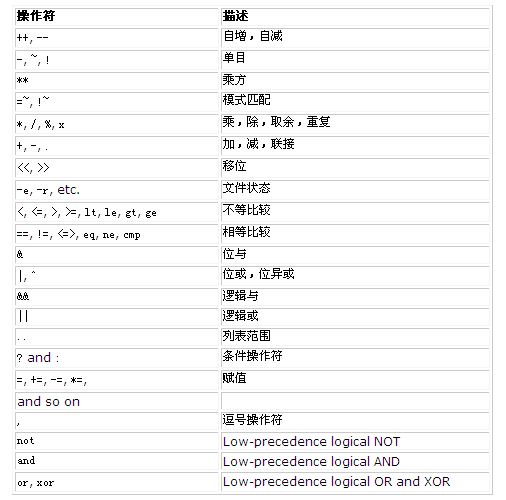 操作符 描述
++, -- 自增，自减
-, ~, ! 单目
** 乘方
=~, !~ 模式匹配
*, /, %, x 乘，除，取余，重复
+, -, . 加，减，联接
<<, >> 移位
-e, -r, etc. 文件状态
<, <=, >, >=, lt, le, gt, ge 不等比较
==, !=, <=>, eq, ne, cmp 相等比较
& 位与
|, ^ 位或，位异或
&& 逻辑与
|| 逻辑或
.. 列表范围
? and : 条件操作符
=, +=, -=, *=, 赋值
and so on
, 逗号操作符
not Low-precedence logical NOT
and Low-precedence logical AND
or, xor Low-precedence logical OR and XOR